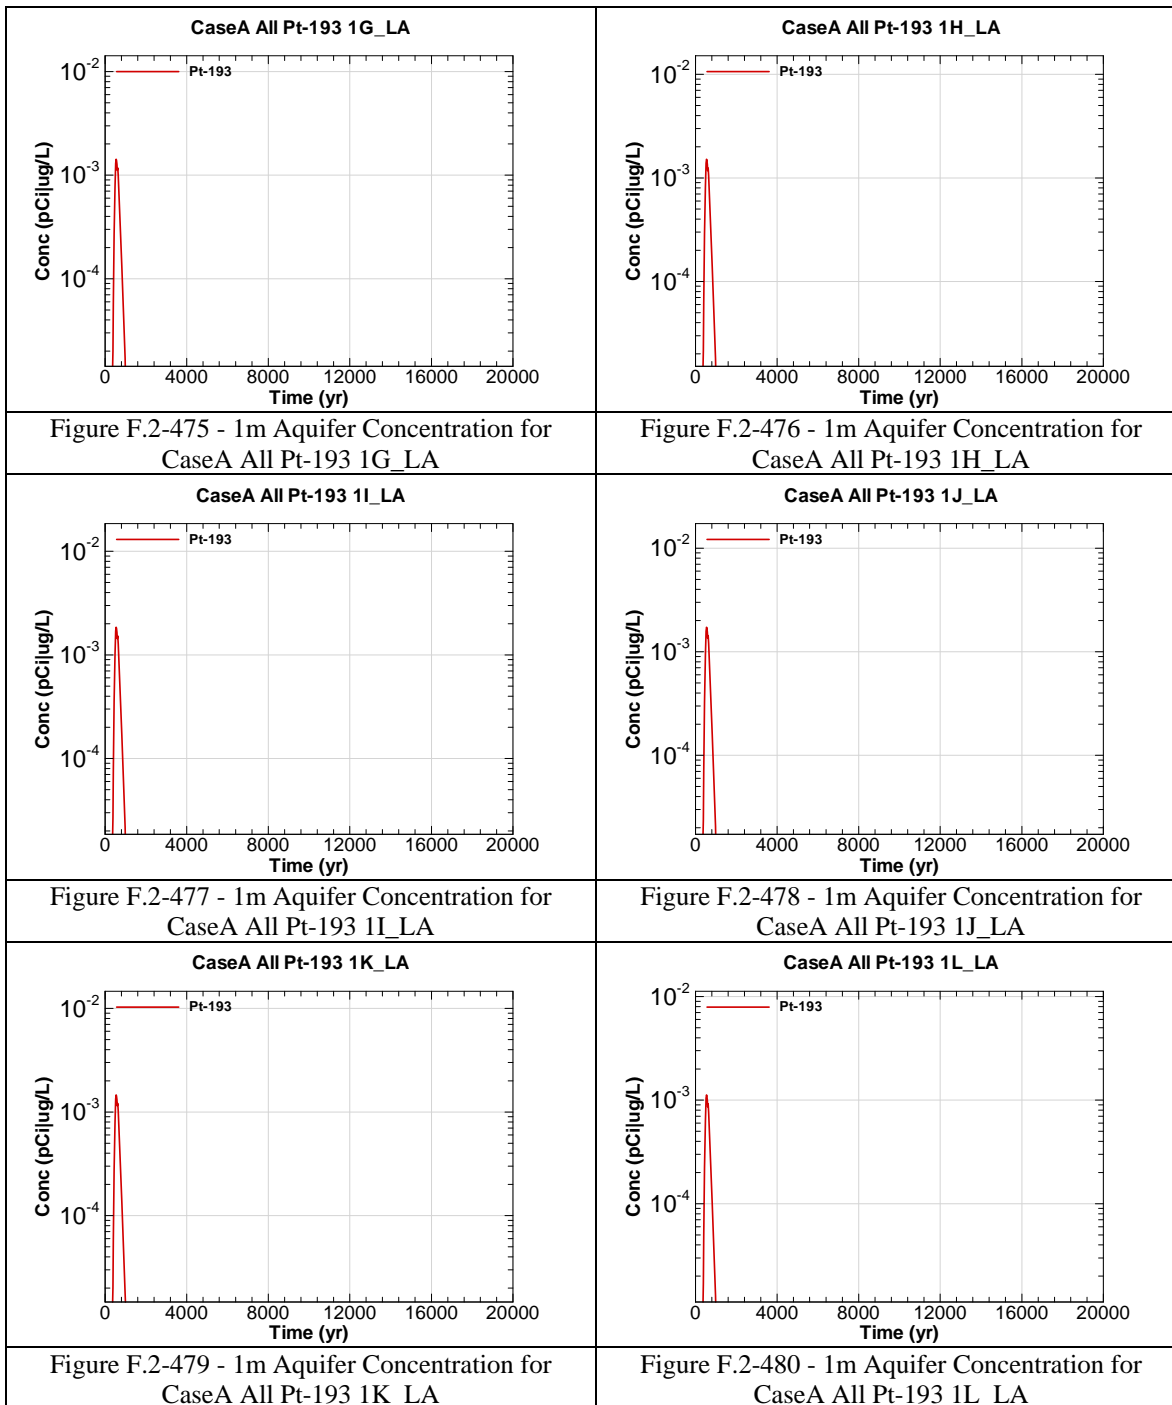 CaseA All Pt-193 1G_LA
Pt-193
10^-2
10^-3
10^-4
Conc (pCi|ug/L)
0 4000 8000 12000 16000 20000
Time (yr)
Figure F.2-475 - 1m Aquifer Concentration for
CaseA All Pt-193 1G_LA
CaseA All Pt-193 1H_LA
Pt-193
10^-2
10^-3
10^-4
Conc (pCi|ug/L)
0 4000 8000 12000 16000 20000
Time (yr)
Figure F.2-476 - 1m Aquifer Concentration for
CaseA All Pt-193 1H_LA
CaseA All Pt-193 1I_LA
Pt-193
10^-2
10^-3
10^-4
Conc (pCi|ug/L)
0 4000 8000 12000 16000 20000
Time (yr)
Figure F.2-477 - 1m Aquifer Concentration for
CaseA All Pt-193 1I_LA
CaseA All Pt-193 1J_LA
Pt-193
10^-2
10^-3
10^-4
Conc (pCi|ug/L)
0 4000 8000 12000 16000 20000
Time (yr)
Figure F.2-478 - 1m Aquifer Concentration for
CaseA All Pt-193 1J_LA
CaseA All Pt-193 1K_LA
Pt-193
10^-2
10^-3
10^-4
Conc (pCi|ug/L)
0 4000 8000 12000 16000 20000
Time (yr)
Figure F.2-479 - 1m Aquifer Concentration for
CaseA All Pt-193 1K_LA
CaseA All Pt-193 1L_LA
Pt-193
10^-2
10^-3
10^-4
Conc (pCi|ug/L)
0 4000 8000 12000 16000 20000
Time (yr)
Figure F.2-480 - 1m Aquifer Concentration for
CaseA All Pt-193 1L_LA